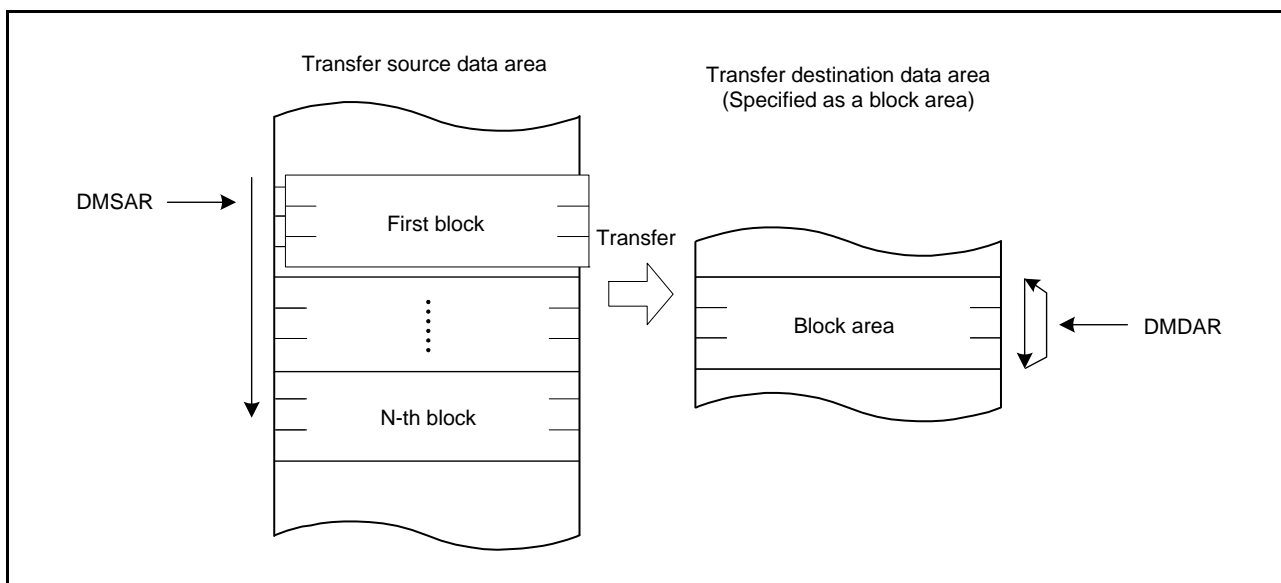 Transfer source data area
Transfer destination data area
(Specified as a block area)
DMSAR
First block
Transfer
Block area
DMDAR
N-th block